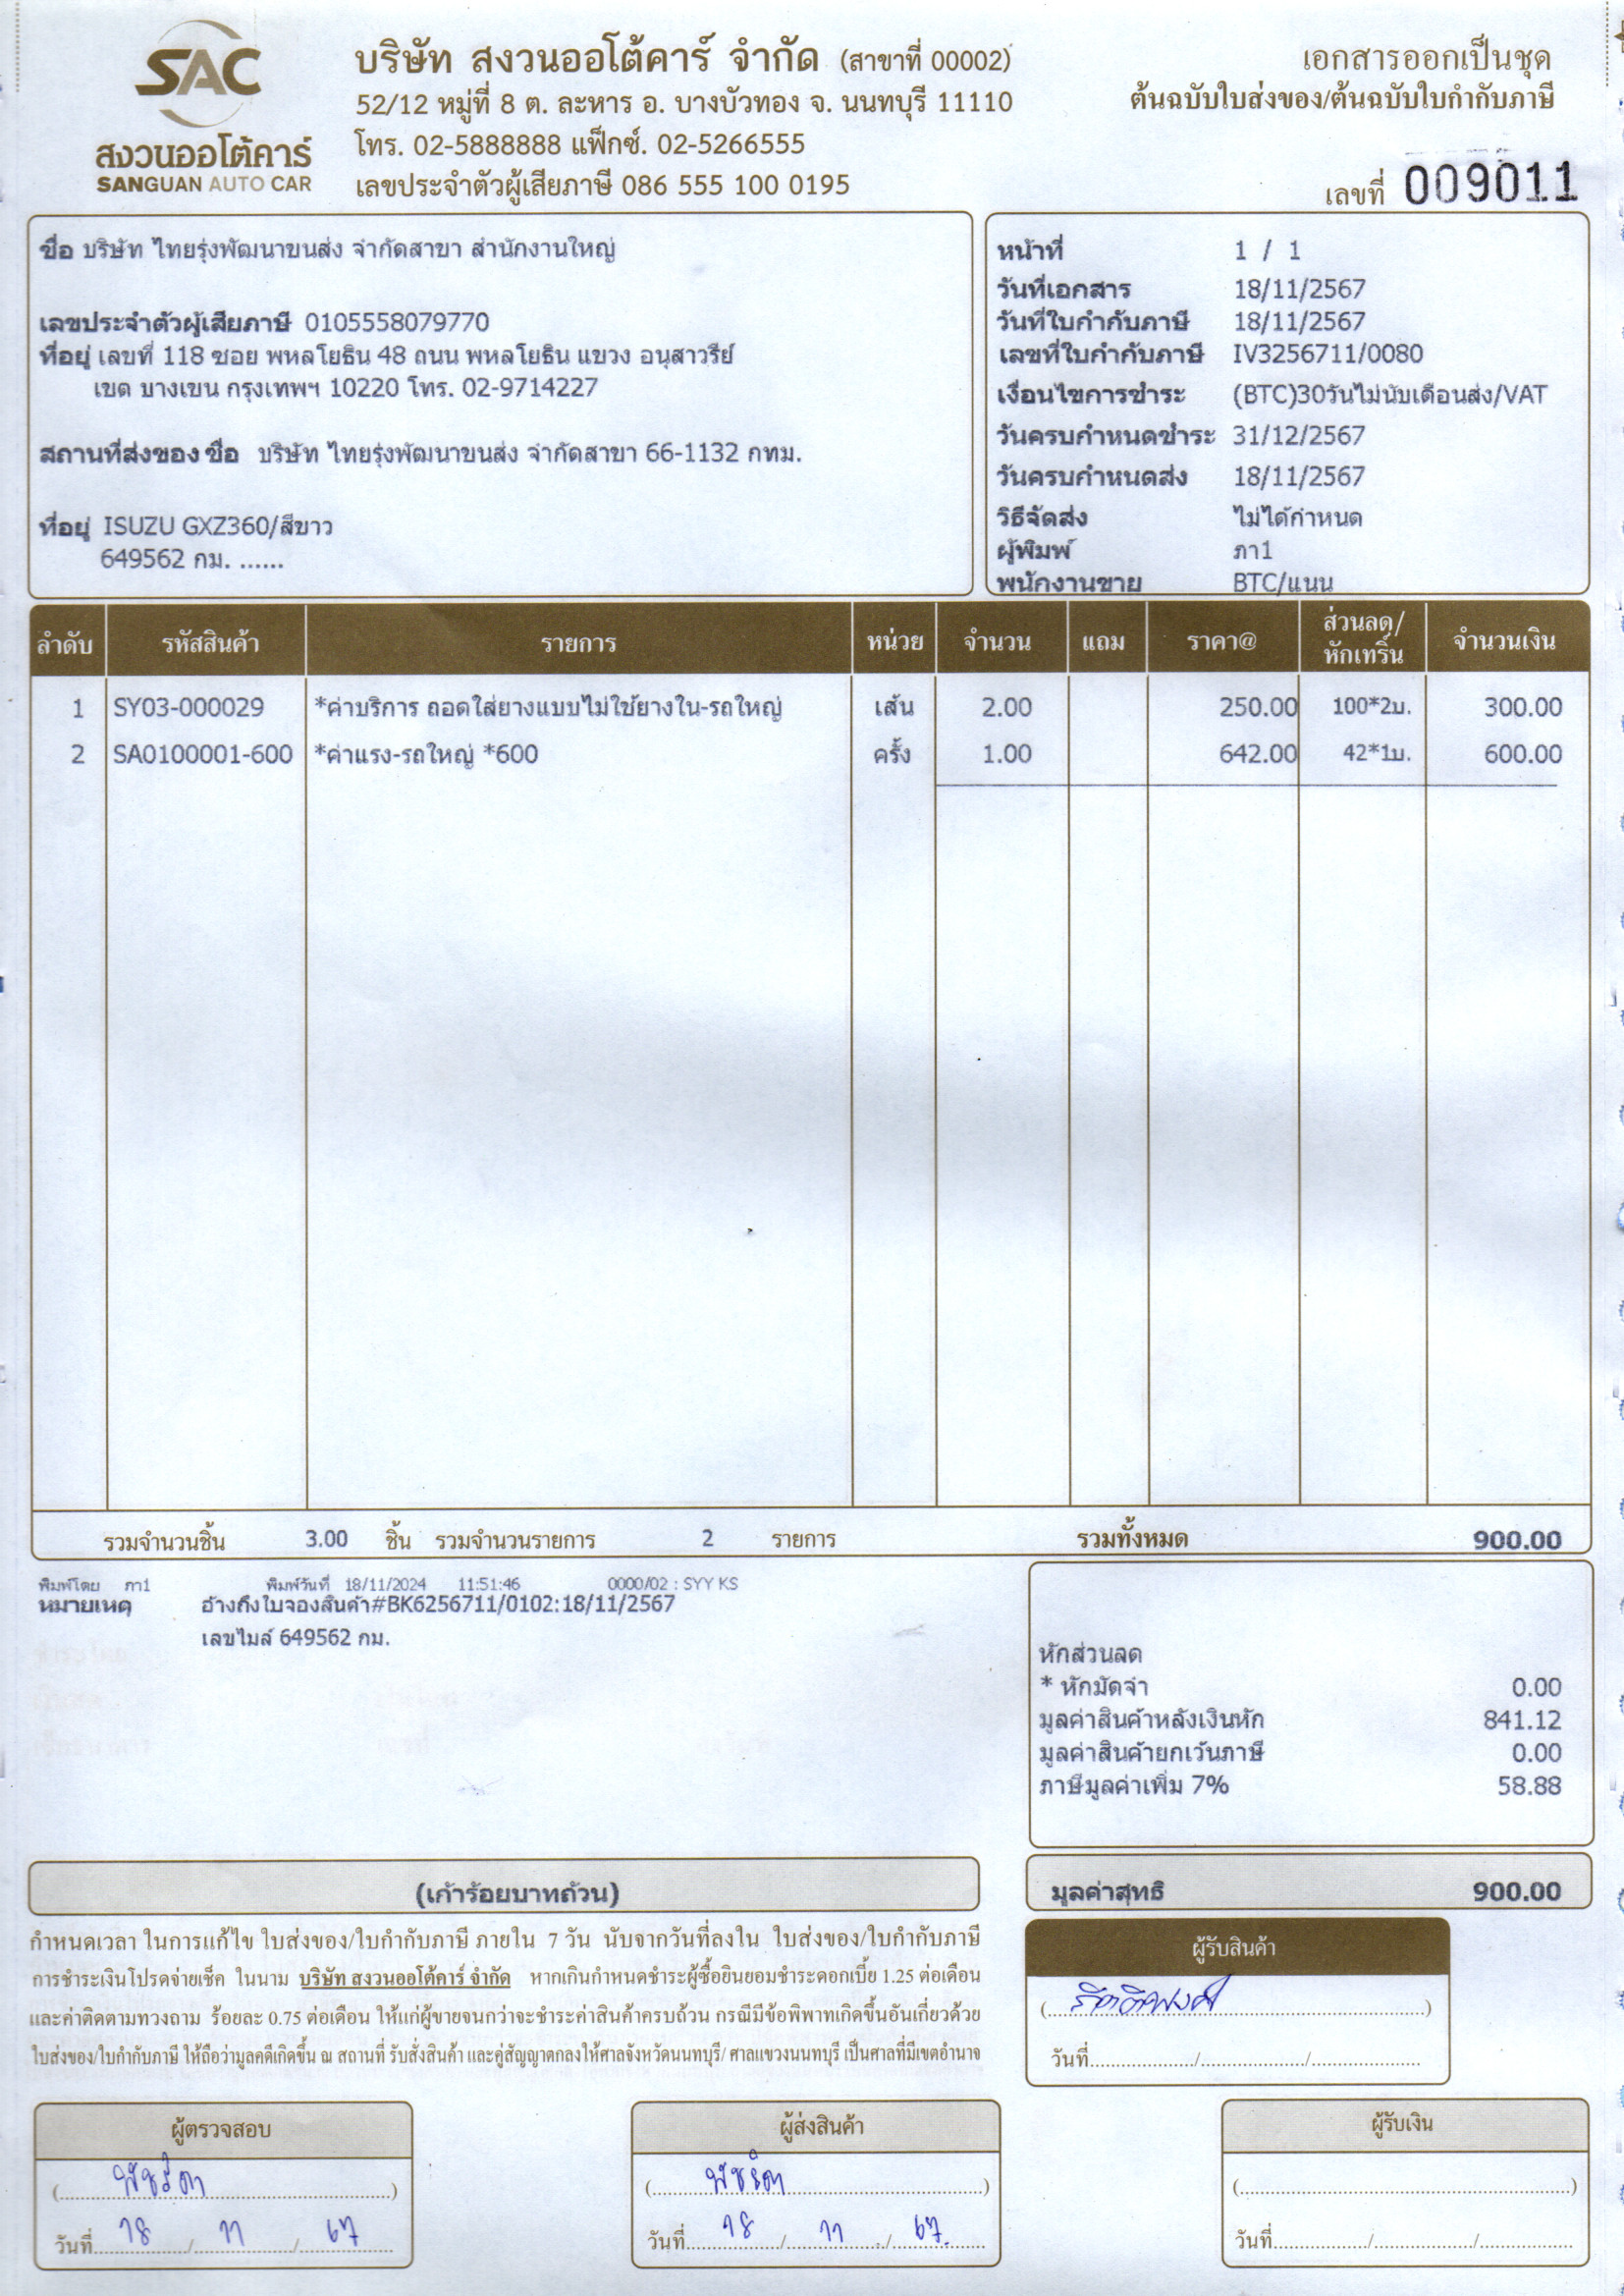 SAC
สงวนออโต้คาร์
SANGUAN AUTO CAR
บริษัท สงวนออโต้คาร์ จำกัด (สาขาที่ 00002)
52/12 หมู่ที่ 8 ต. ละหาร อ. บางบัวทอง จ. นนทบุรี 11110
โทร. 02-5888888 แฟ็กซ์. 02-5266555
เลขประจำตัวผู้เสียภาษี 086 555 100 0195
เอกสารออกเป็นชุด
ต้นฉบับใบส่งของ/ต้นฉบับใบกำกับภาษี
เลขที่ 009011
ชื่อ บริษัท ไทยรุ่งพัฒนาขนส่ง จำกัดสาขา สำนักงานใหญ่
เลขประจำตัวผู้เสียภาษี 0105558079770
ที่อยู่ เลขที่ 118 ซอย พหลโยธิน 48 ถนน พหลโยธิน แขวง อนุสาวรีย์
เขต บางเขน กรุงเทพฯ 10220 โทร. 02-9714227
สถานที่ส่งของ ชื่อ บริษัท ไทยรุ่งพัฒนาขนส่ง จำกัดสาขา 66-1132 กทม.
ที่อยู่ ISUZU GXZ360/สีขาว
649562 กม. ......
หน้าที่ 1 / 1
วันที่เอกสาร 18/11/2567
วันที่ใบกำกับภาษี 18/11/2567
เลขที่ใบกำกับภาษี IV3256711/0080
เงื่อนไขการชำระ (BTC)30วันไม่นับเดือนส่ง/VAT
วันครบกำหนดชำระ 31/12/2567
วันครบกำหนดส่ง 18/11/2567
วิธีจัดส่ง ไม่ได้กำหนด
ผู้พิมพ์ ภา1
พนักงานขาย BTC/แนน
ลำดับ รหัสสินค้า รายการ หน่วย จำนวน แถม ราคา@ ส่วนลด/หักเทริ์น จำนวนเงิน
1 SY03-000029 *ค่าบริการ ถอดใส่ยางแบบไม่ใช้ยางใน-รถใหญ่ เส้น 2.00 250.00 100*2บ. 300.00
2 SA0100001-600 *ค่าแรง-รถใหญ่ *600 ครั้ง 1.00 642.00 42*1บ. 600.00
รวมจำนวนชิ้น 3.00 ชิ้น รวมจำนวนรายการ 2 รายการ รวมทั้งหมด 900.00
พิมพ์โดย ภา1 พิมพ์วันที่ 18/11/2024 11:51:46 0000/02 : SYY KS
หมายเหตุ อ้างถึงใบจองสินค้า#BK6256711/0102:18/11/2567
เลขไมล์ 649562 กม.
หักส่วนลด
* หักมัดจำ 0.00
มูลค่าสินค้าหลังเงินหัก 841.12
มูลค่าสินค้ายกเว้นภาษี 0.00
ภาษีมูลค่าเพิ่ม 7% 58.88
(เก้าร้อยบาทถ้วน)
มูลค่าสุทธิ 900.00
กำหนดเวลา ในการแก้ไข ใบส่งของ/ใบกำกับภาษี ภายใน 7 วัน นับจากวันที่ลงใน ใบส่งของ/ใบกำกับภาษี
การชำระเงินโปรดจ่ายเช็ค ในนาม บริษัท สงวนออโต้คาร์ จำกัด หากเกินกำหนดชำระผู้ซื้อยินยอมชำระดอกเบี้ย 1.25 ต่อเดือน
และค่าติดตามทวงถาม ร้อยละ 0.75 ต่อเดือน ให้แก่ผู้ขายจนกว่าจะชำระค่าสินค้าครบถ้วน กรณีมีข้อพิพาทเกิดขึ้นอันเกี่ยวด้วย
ใบส่งของ/ใบกำกับภาษี ให้ถือว่ามูลคดีเกิดขึ้น ณ สถานที่ รับสั่งสินค้า และคู่สัญญาตกลงให้ศาลจังหวัดนนทบุรี/ ศาลแขวงนนทบุรี เป็นศาลที่มีเขตอำนาจ
ผู้รับสินค้า
วันที่
ผู้ตรวจสอบ
พัชริดา
วันที่ 18 / 11 / 67
ผู้ส่งสินค้า
พัชริดา
วันที่ 18 / 11 / 67.
ผู้รับเงิน
วันที่